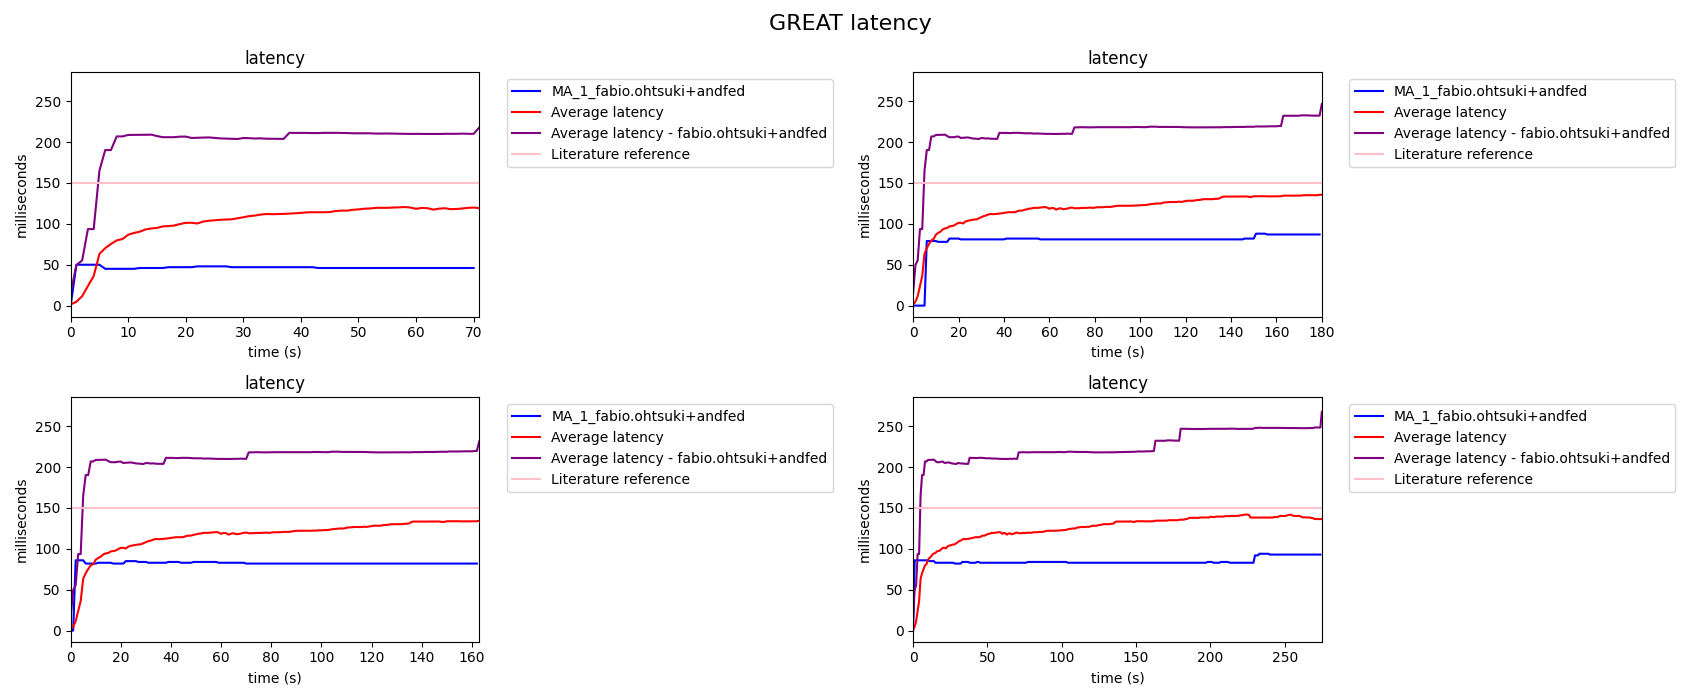 GREAT latency
latency
milliseconds
250
200
150
100
50
0
0 10 20 30 40 50 60 70
time (s)
MA_1_fabio.ohtsuki+andfed
Average latency
Average latency - fabio.ohtsuki+andfed
Literature reference
latency
milliseconds
250
200
150
100
50
0
0 20 40 60 80 100 120 140 160 180
time (s)
MA_1_fabio.ohtsuki+andfed
Average latency
Average latency - fabio.ohtsuki+andfed
Literature reference
latency
milliseconds
250
200
150
100
50
0
0 20 40 60 80 100 120 140 160
time (s)
MA_1_fabio.ohtsuki+andfed
Average latency
Average latency - fabio.ohtsuki+andfed
Literature reference
latency
milliseconds
250
200
150
100
50
0
0 50 100 150 200 250
time (s)
MA_1_fabio.ohtsuki+andfed
Average latency
Average latency - fabio.ohtsuki+andfed
Literature reference